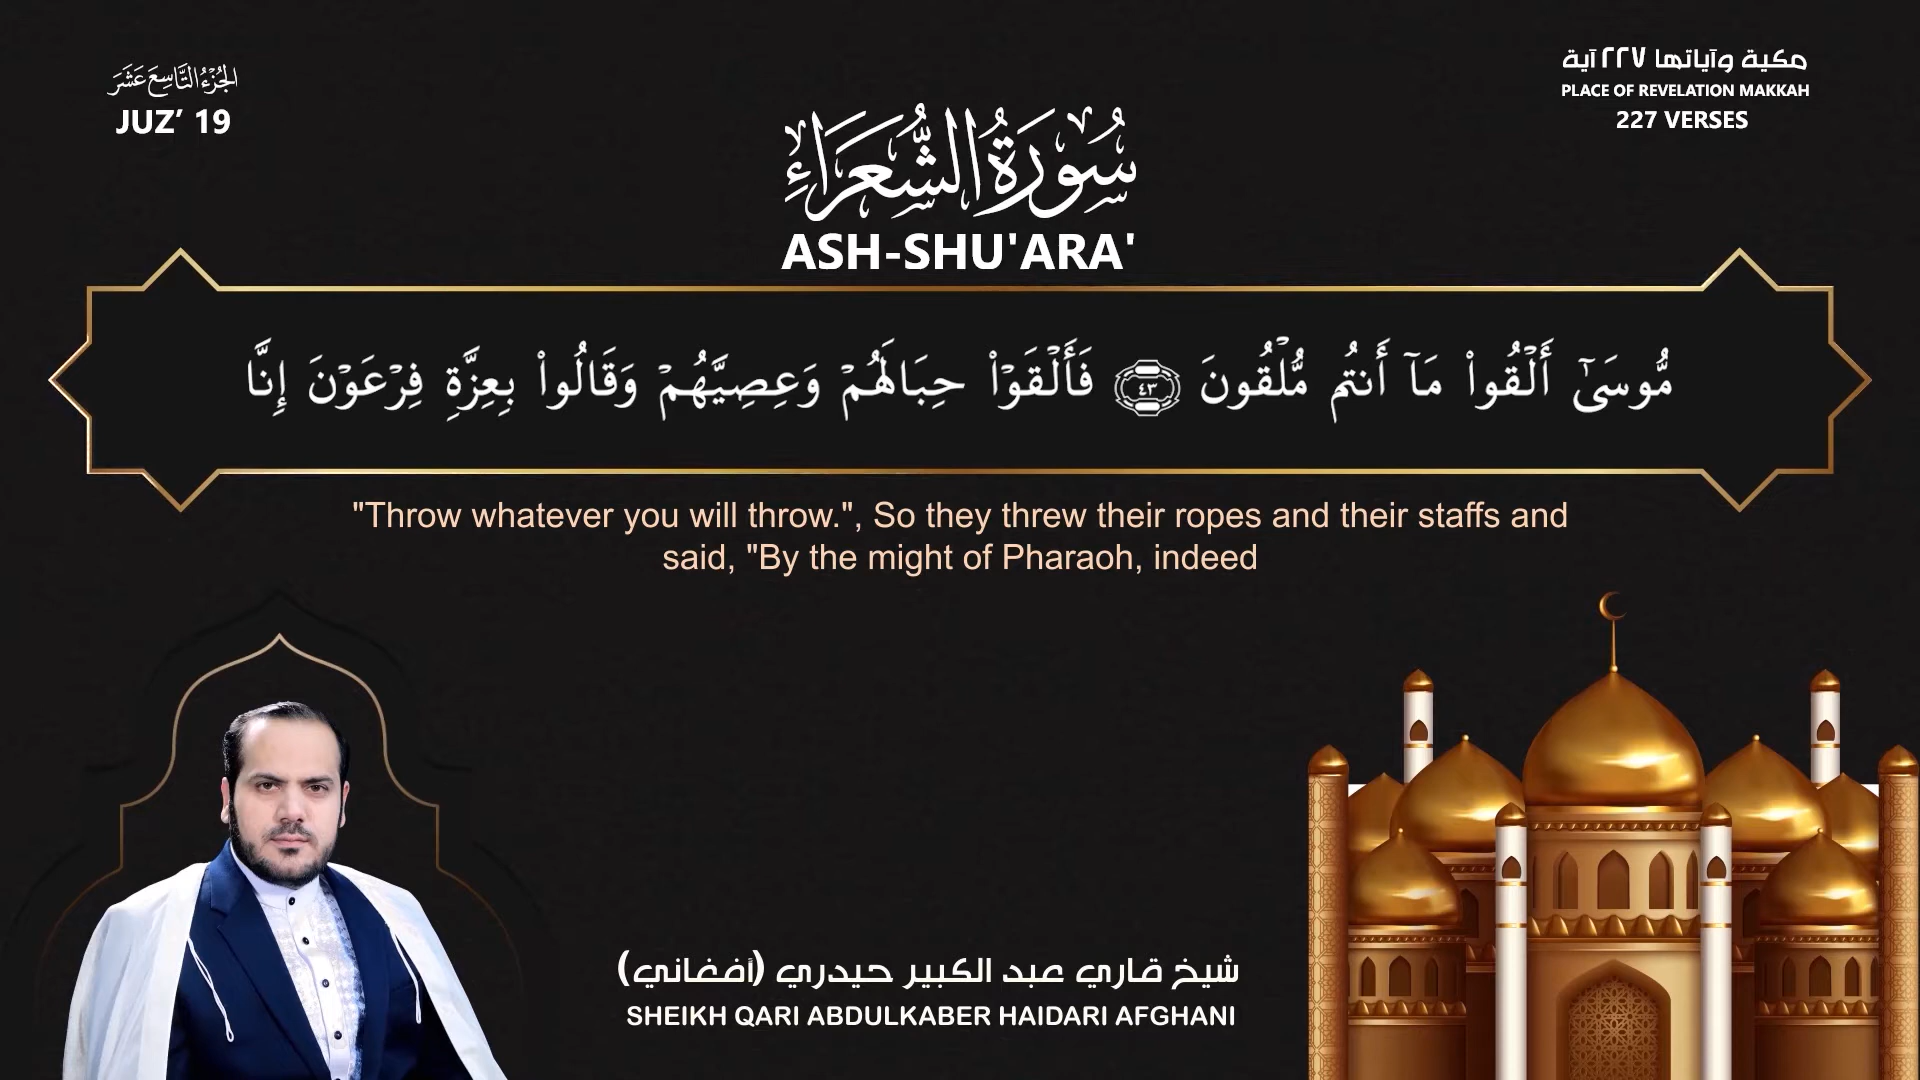 الجُزْءُ التَّاسِعَ عَشَرَ
JUZ’ 19
مكية وآياتها ٢٢٧ آية
PLACE OF REVELATION MAKKAH
227 VERSES
سُورَةُ الشُّعَرَاءِ
ASH-SHU'ARA'
مُّوسَىٰٓ أَلْقُوا۟ مَآ أَنتُم مُّلْقُونَ ٤٣ فَأَلْقَوْا۟ حِبَالَهُمْ وَعِصِيَّهُمْ وَقَالُوا۟ بِعِزَّةِ فِرْعَوْنَ إِنَّا
"Throw whatever you will throw.", So they threw their ropes and their staffs and
said, "By the might of Pharaoh, indeed
شيخ قاري عبد الكبير حيدري (أفغاني)
SHEIKH QARI ABDULKABER HAIDARI AFGHANI